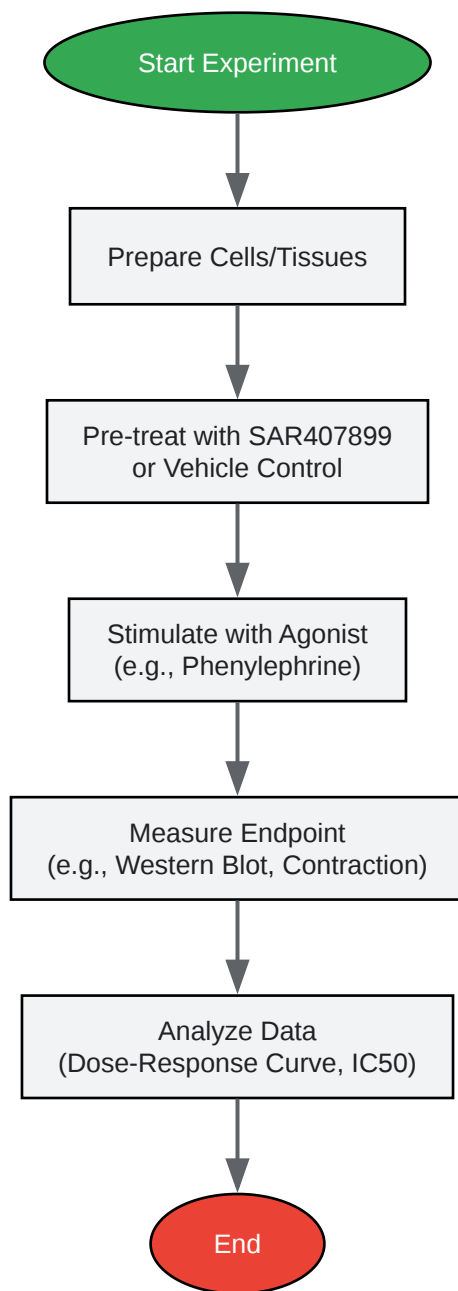 Start Experiment
Prepare Cells/Tissues
Pre-treat with SAR407899
or Vehicle Control
Stimulate with Agonist
(e.g., Phenylephrine)
Measure Endpoint
(e.g., Western Blot, Contraction)
Analyze Data
(Dose-Response Curve, IC50)
End